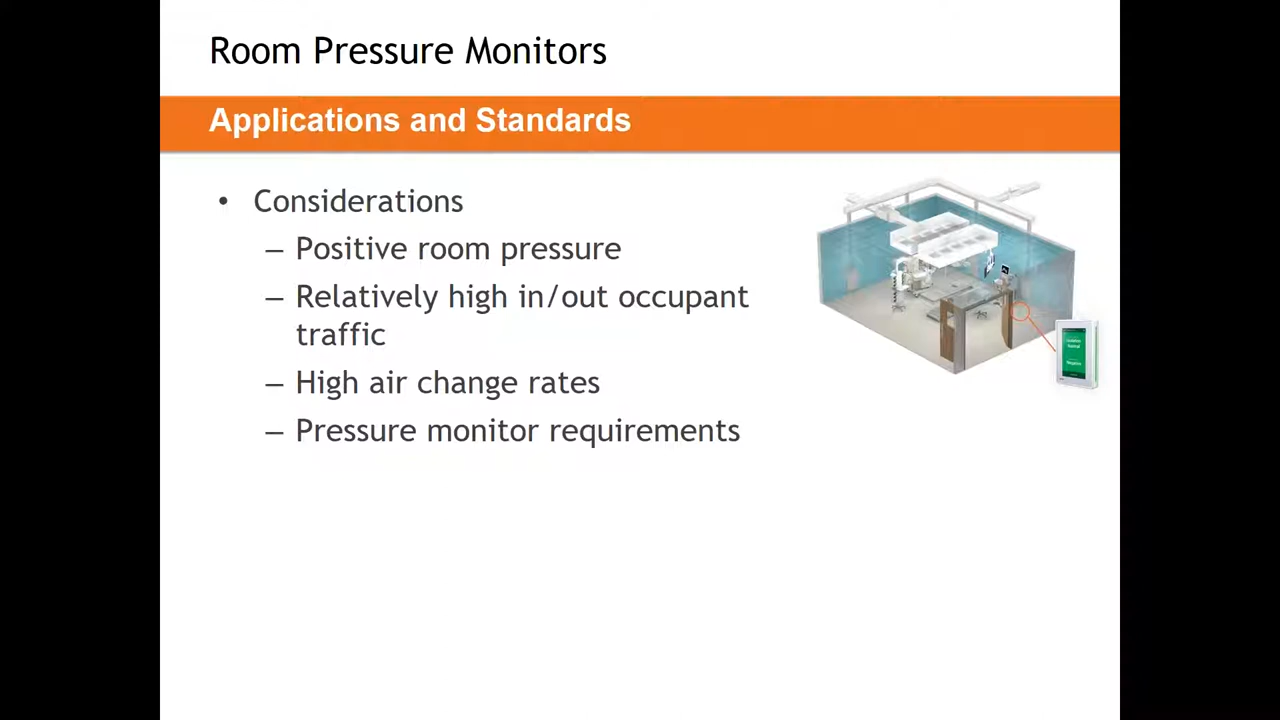 Room Pressure Monitors
Applications and Standards
• Considerations
– Positive room pressure
– Relatively high in/out occupant
traffic
– High air change rates
– Pressure monitor requirements